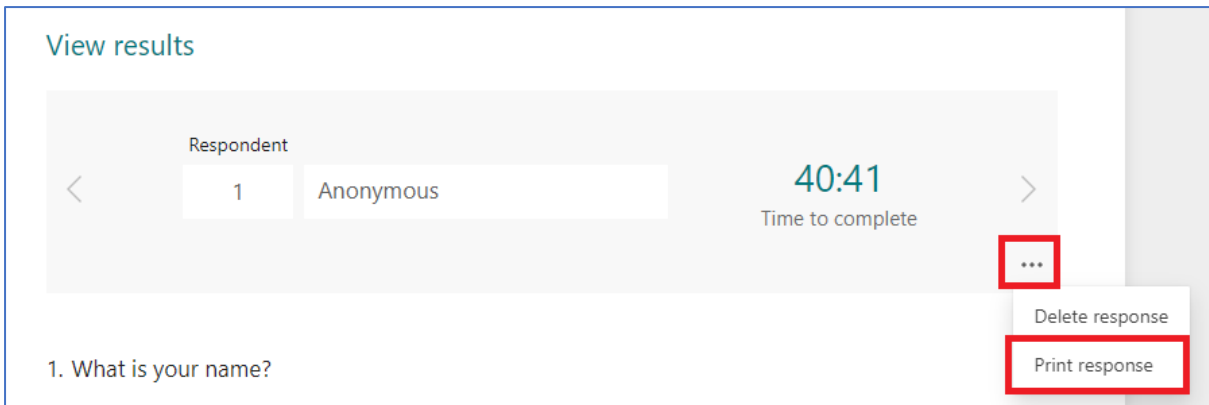 View results
Respondent
1
Anonymous
40:41
Time to complete
...
Delete response
Print response
1. What is your name?